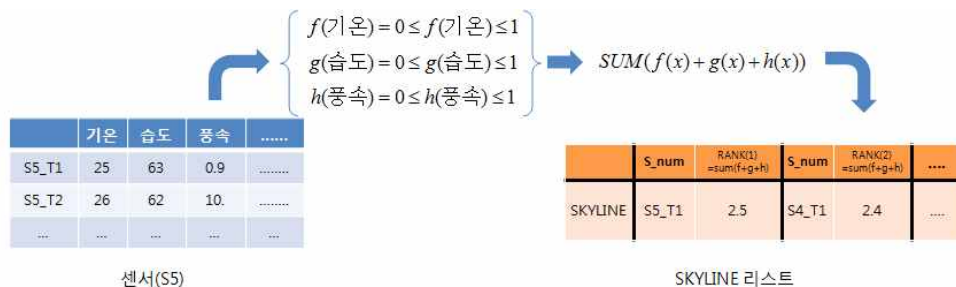 f(기온)=0≤ f(기온)≤1
g(습도)=0≤ g(습도)≤1
h(풍속)=0≤ h(풍속)≤1
SUM(f(x)+g(x)+h(x))
기온 습도 풍속 ......
S5_T1 25 63 0.9 ........
S5_T2 26 62 10. ........
... ... ... ...
센서(S5)
S_num RANK(1) =sum(f+g+h) S_num RANK(2) =sum(f+g+h) ....
SKYLINE S5_T1 2.5 S4_T1 2.4 ....
SKYLINE 리스트